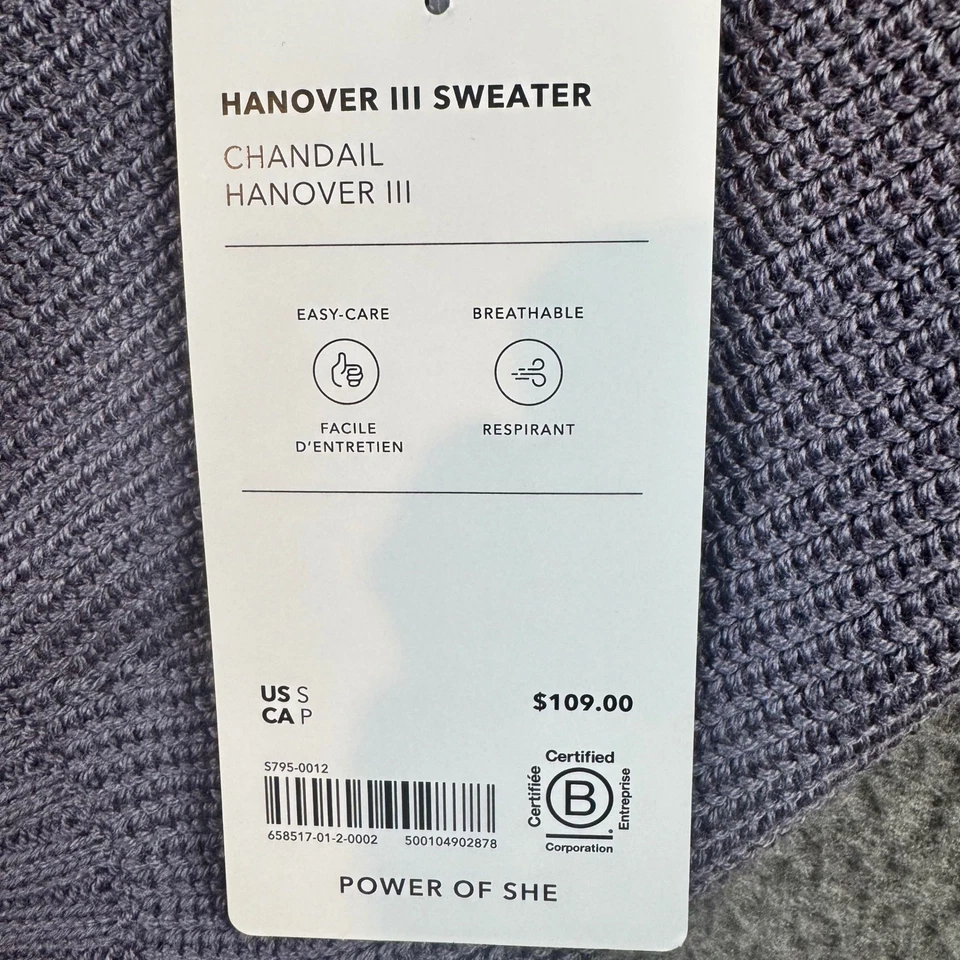 HANOVER III SWEATER
CHANDAIL
HANOVER III
EASY-CARE
BREATHABLE
FACILE
D'ENTRETIEN
RESPIRANT
US S
CA P
$109.00
S795-0012
658517-01-2-0002 500104902878
Certified
Certifiée
B
Entreprise
Corporation
POWER OF SHE